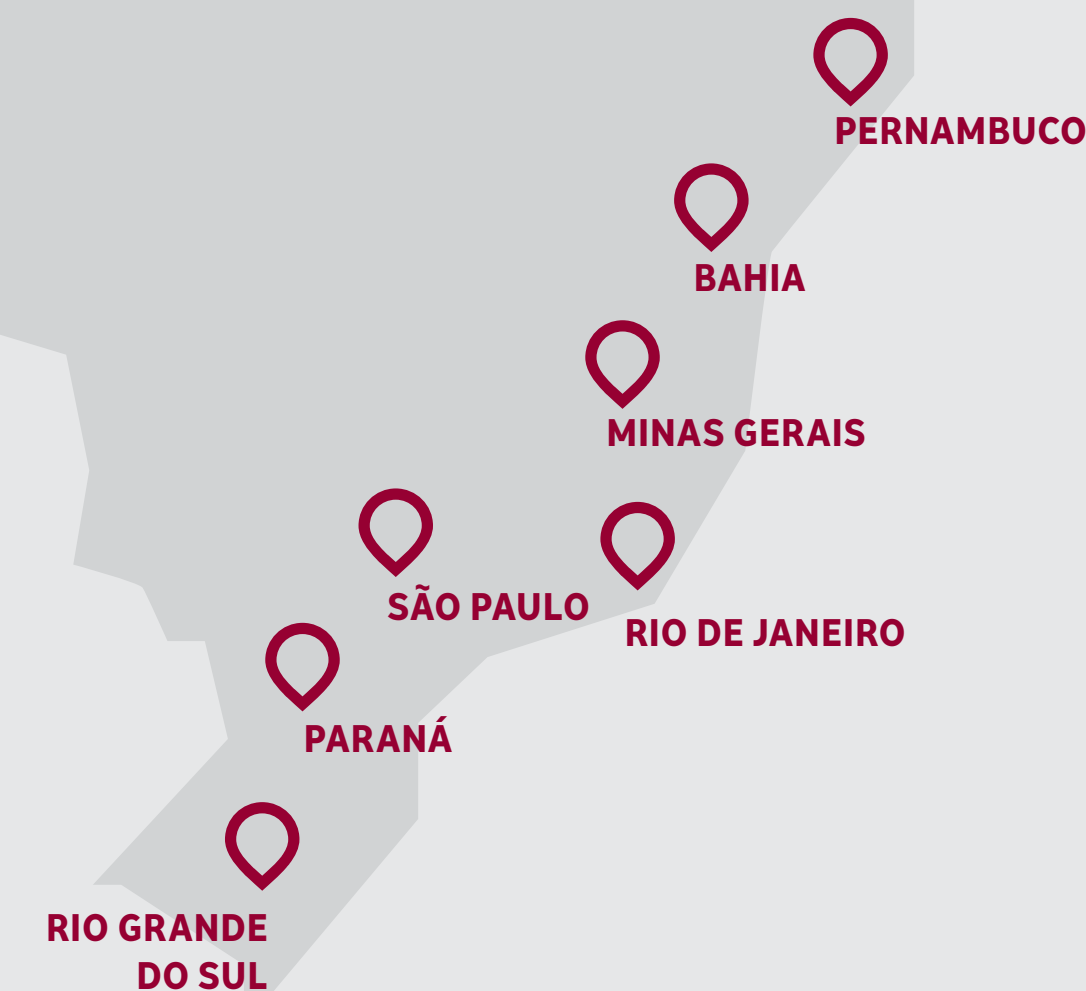 PERNAMBUCO
BAHIA
MINAS GERAIS
SÃO PAULO
RIO DE JANEIRO
PARANÁ
RIO GRANDE
DO SUL